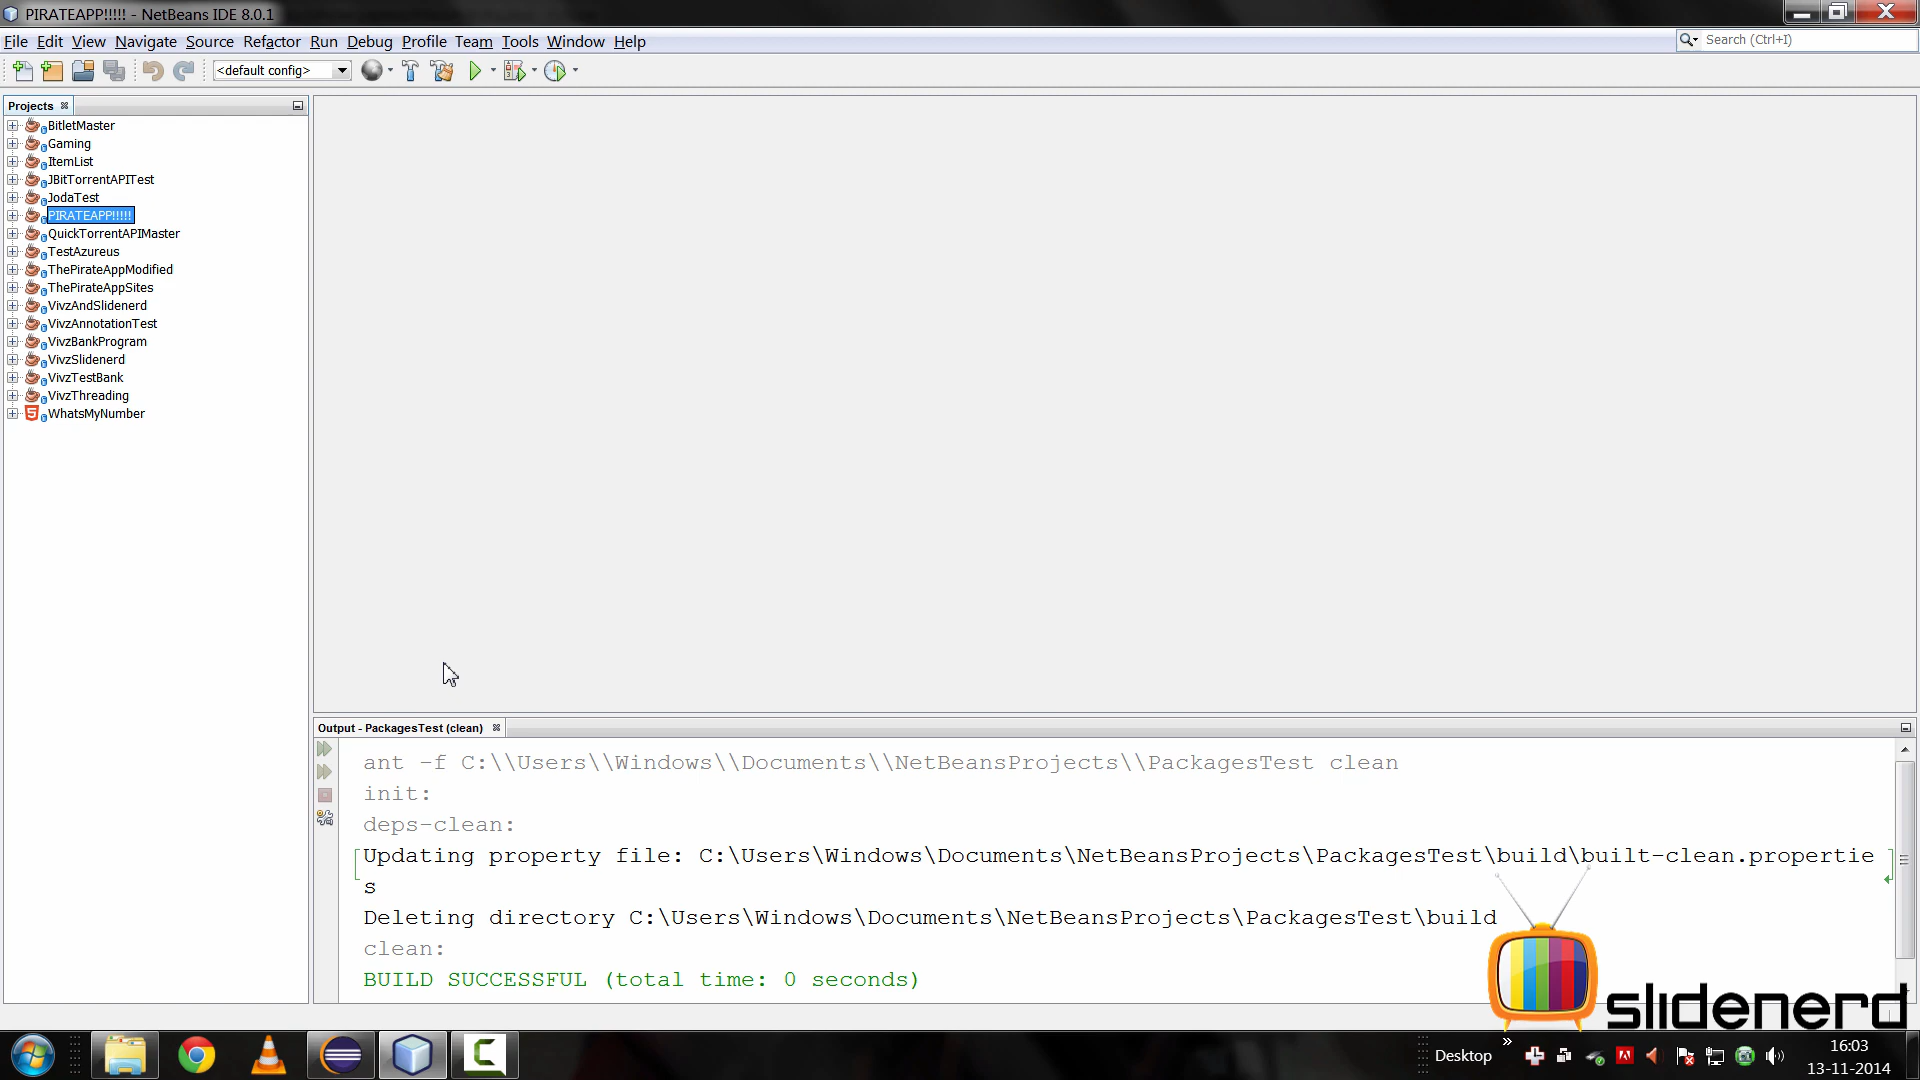 PIRATEAPP!!!!! - NetBeans IDE 8.0.1
File Edit View Navigate Source Refactor Run Debug Profile Team Tools Window Help
Search (Ctrl+I)
<default config>
Projects
BitletMaster
Gaming
ItemList
JBitTorrentAPITest
JodaTest
PIRATEAPP!!!!!
QuickTorrentAPIMaster
TestAzureus
ThePirateAppModified
ThePirateAppSites
VivzAndSlidenerd
VivzAnnotationTest
VivzBankProgram
VivzSlidenerd
VivzTestBank
VivzThreading
WhatsMyNumber
Output - PackagesTest (clean)
ant -f C:\\Users\\Windows\\Documents\\NetBeansProjects\\PackagesTest clean
init:
deps-clean:
Updating property file: C:\Users\Windows\Documents\NetBeansProjects\PackagesTest\build\built-clean.propertie
s
Deleting directory C:\Users\Windows\Documents\NetBeansProjects\PackagesTest\build
clean:
BUILD SUCCESSFUL (total time: 0 seconds)
slidenerd
Desktop
16:03
13-11-2014